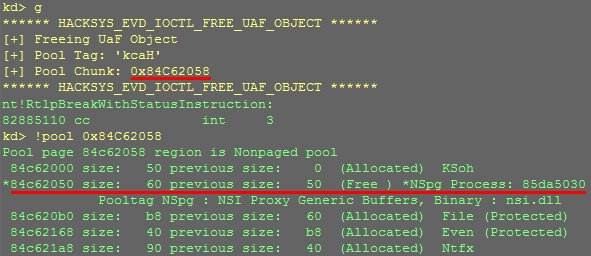 kd> g
****** HACKSYS_EVD_IOCTL_FREE_UAF_OBJECT ******
[+] Freeing UaF Object
[+] Pool Tag: 'kcaH'
[+] Pool Chunk: 0x84C62058
****** HACKSYS_EVD_IOCTL_FREE_UAF_OBJECT ******
nt!RtlpBreakWithStatusInstruction:
82885110 cc int 3
kd> !pool 0x84C62058
Pool page 84c62058 region is Nonpaged pool
84c62000 size: 50 previous size: 0 (Allocated) KSoh
*84c62050 size: 60 previous size: 50 (Free ) *NSpg Process: 85da5030
Pooltag NSpg : NSI Proxy Generic Buffers, Binary : nsi.dll
84c620b0 size: b8 previous size: 60 (Allocated) File (Protected)
84c62168 size: 40 previous size: b8 (Allocated) Even (Protected)
84c621a8 size: 90 previous size: 40 (Allocated) Ntfx